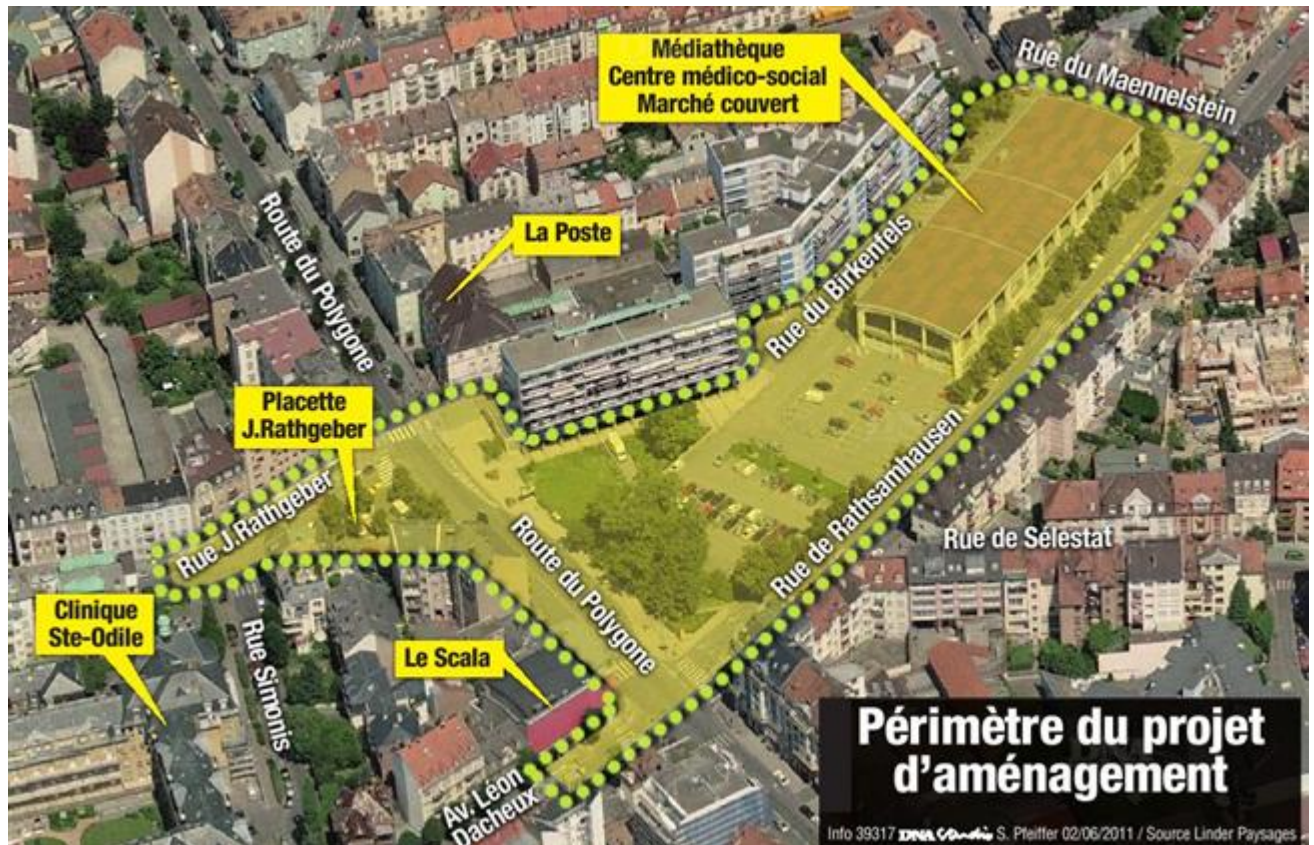 Médiathèque
Centre médico-social
Marché couvert
Rue du Maennelstein
Route du Polygone
La Poste
Rue du Birkenfels
Placette
J.Rathgeber
Rue J.Rathgeber
Route du Polygone
Rue de Rathsamhausen
Rue de Sélestat
Clinique
Ste-Odile
Rue Simonis
Le Scala
Av. Léon
Dacheux
Périmètre du projet
d’aménagement
Info 39317 DNA S. Pfeiffer 02/06/2011 / Source Linder Paysages